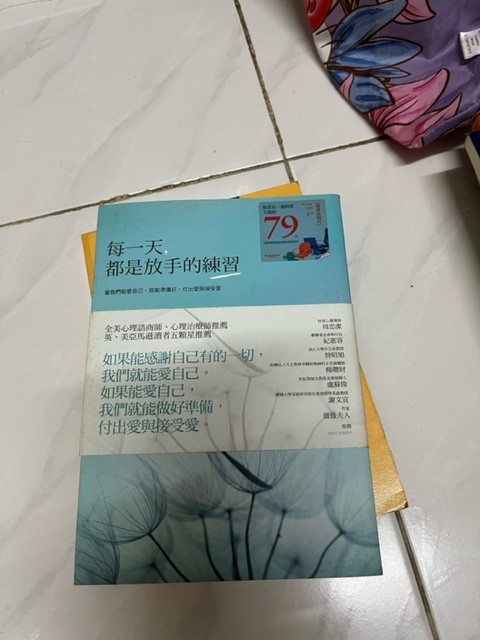 每一天,
都是放手的練習
當我們能愛自己,就能準備好,付出愛與接受愛
79
全美心理諮商師、心理治療師推薦
英、美亞馬遜讀者五顆星推薦
如果能感謝自己有的一切,
我們就能愛自己。
如果能愛自己,
我們就能做好準備,
付出愛與接受愛。
周思潔
紀惠容
曾昭旭
楊聰財
盧蘇偉
謝文宜
作家
薇薇夫人
推薦